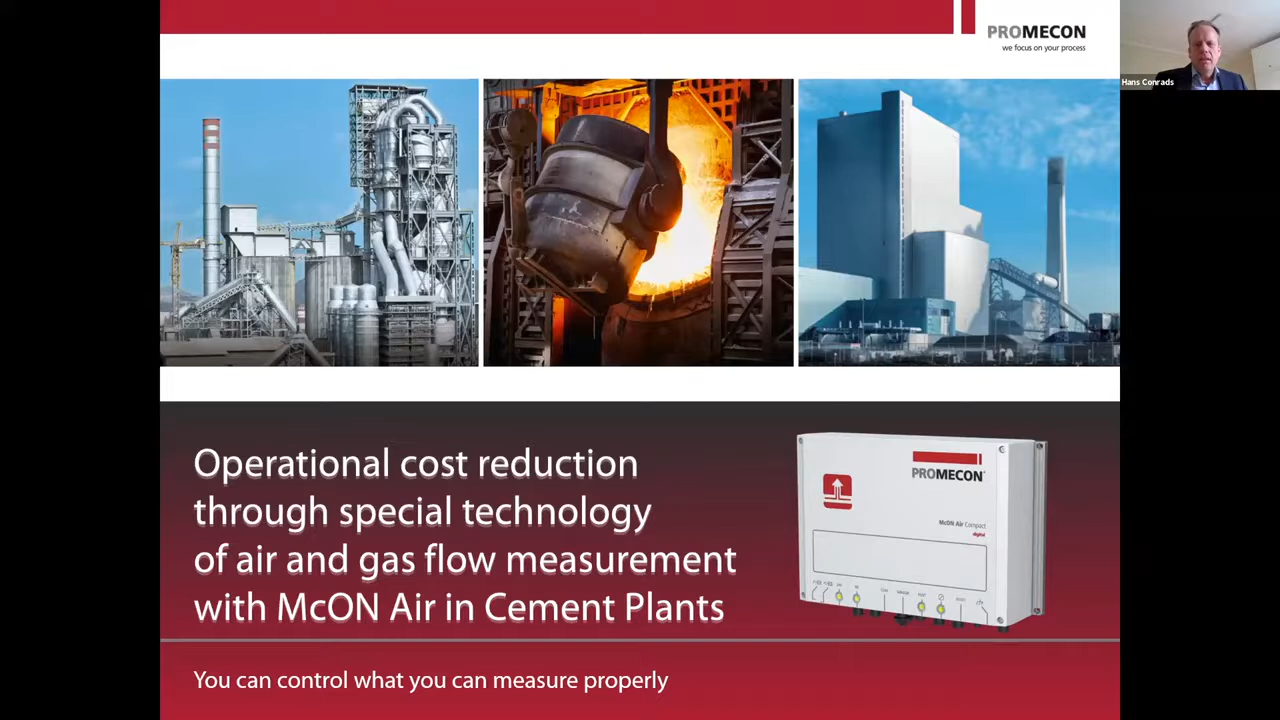 PROMECON
we focus on your process
Hans Conrads
Operational cost reduction
through special technology
of air and gas flow measurement
with McON Air in Cement Plants
PROMECON
McON Air Compact
digital
You can control what you can measure properly